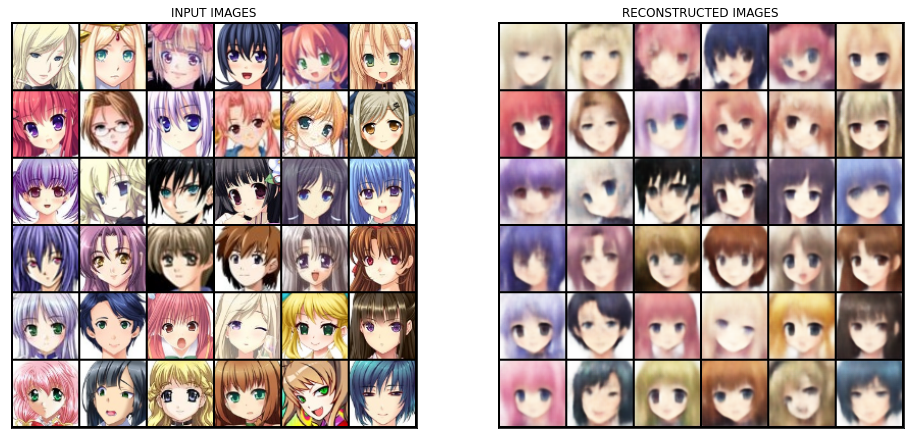 INPUT IMAGES
RECONSTRUCTED IMAGES